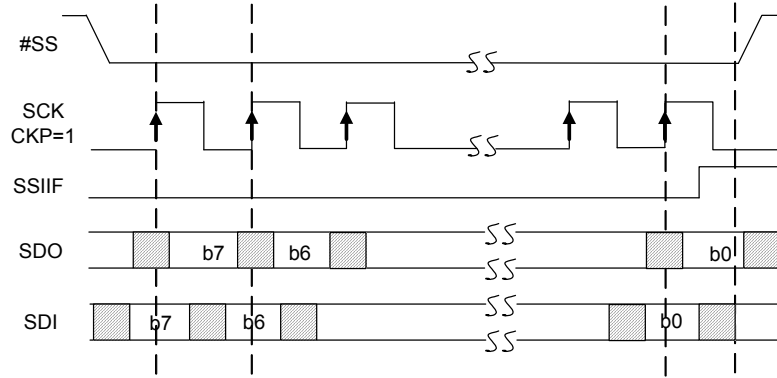 #SS
SCK
CKP=1
SSIIF
SDO b7 b6 b0
SDI b7 b6 b0